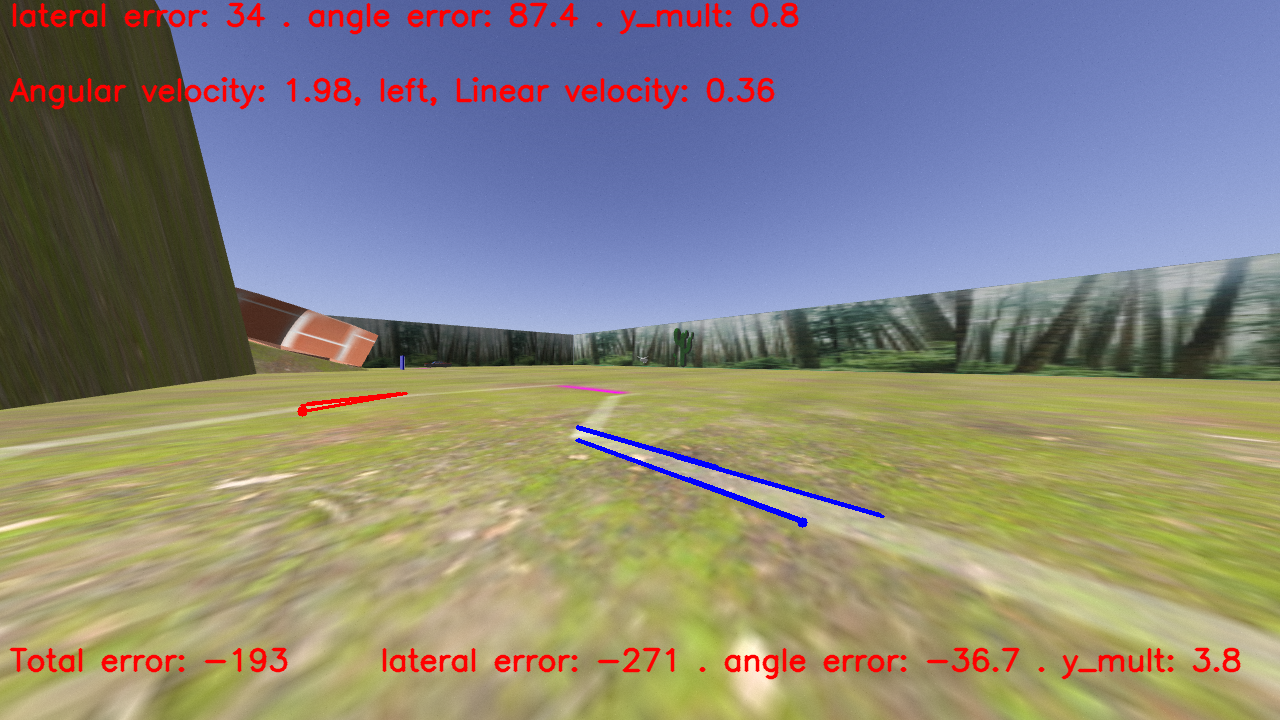 lateral error: 34 . angle error: 87.4 . y_mult: 0.8
Angular velocity: 1.98, left, Linear velocity: 0.36
Total error: -193 lateral error: -271 . angle error: -36.7 . y_mult: 3.8